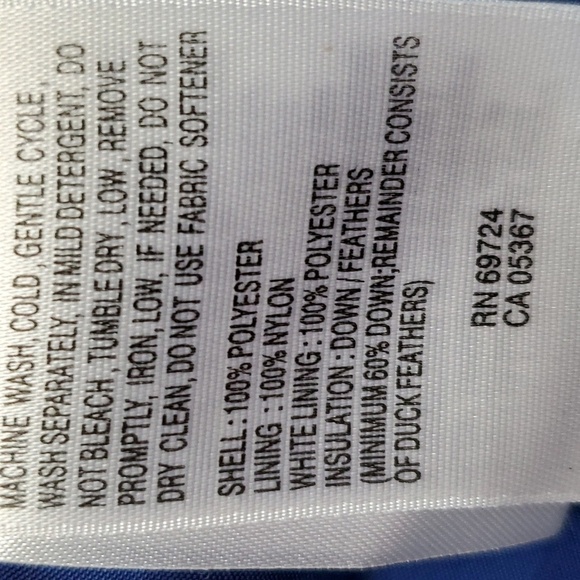 MACHINE WASH, COLD, GENTLE CYCLE,
WASH SEPARATELY, IN MILD DETERGENT, DO
NOT BLEACH, TUMBLE DRY, LOW, REMOVE
PROMPTLY, IRON, LOW, IF NEEDED, DO NOT
DRY CLEAN, DO NOT USE FABRIC SOFTENER
SHELL: 100% POLYESTER
LINING : 100% NYLON
WHITE LINING : 100% POLYESTER
INSULATION : DOWN / FEATHERS
(MINIMUM 60% DOWN;REMAINDER CONSISTS
OF DUCK FEATHERS)
RN 69724
CA 05367